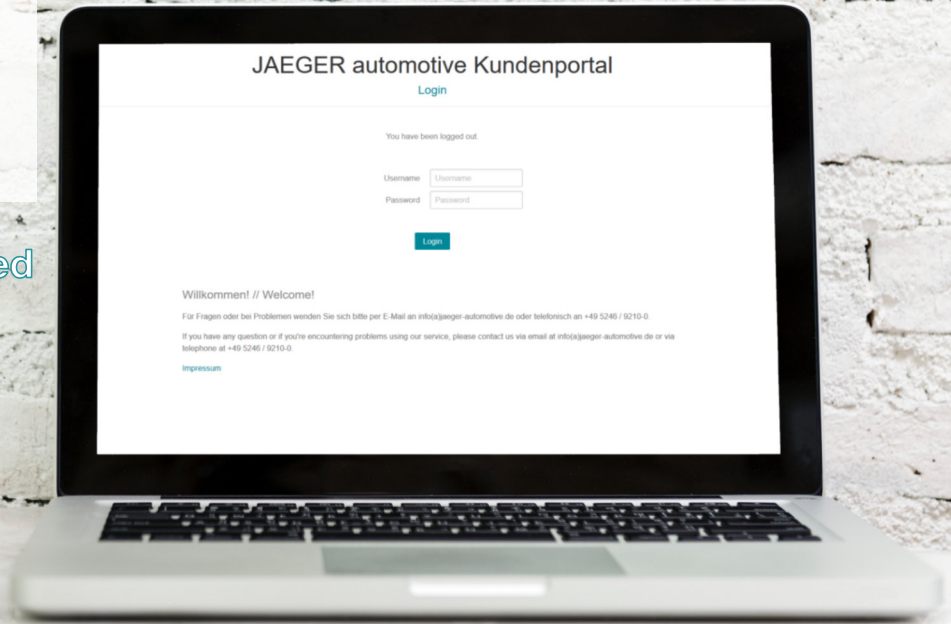 JAEGER automotive Kundenportal
Login
You have been logged out.
Username Username
Password Password
Login
ed
Willkommen! // Welcome!
Für Fragen oder bei Problemen wenden Sie sich bitte per E-Mail an info(a)jaeger-automotive.de oder telefonisch an +49 5246 / 9210-0.
If you have any question or if you're encountering problems using our service, please contact us via email at info(a)jaeger-automotive.de or via
telephone at +49 5246 / 9210-0.
Impressum